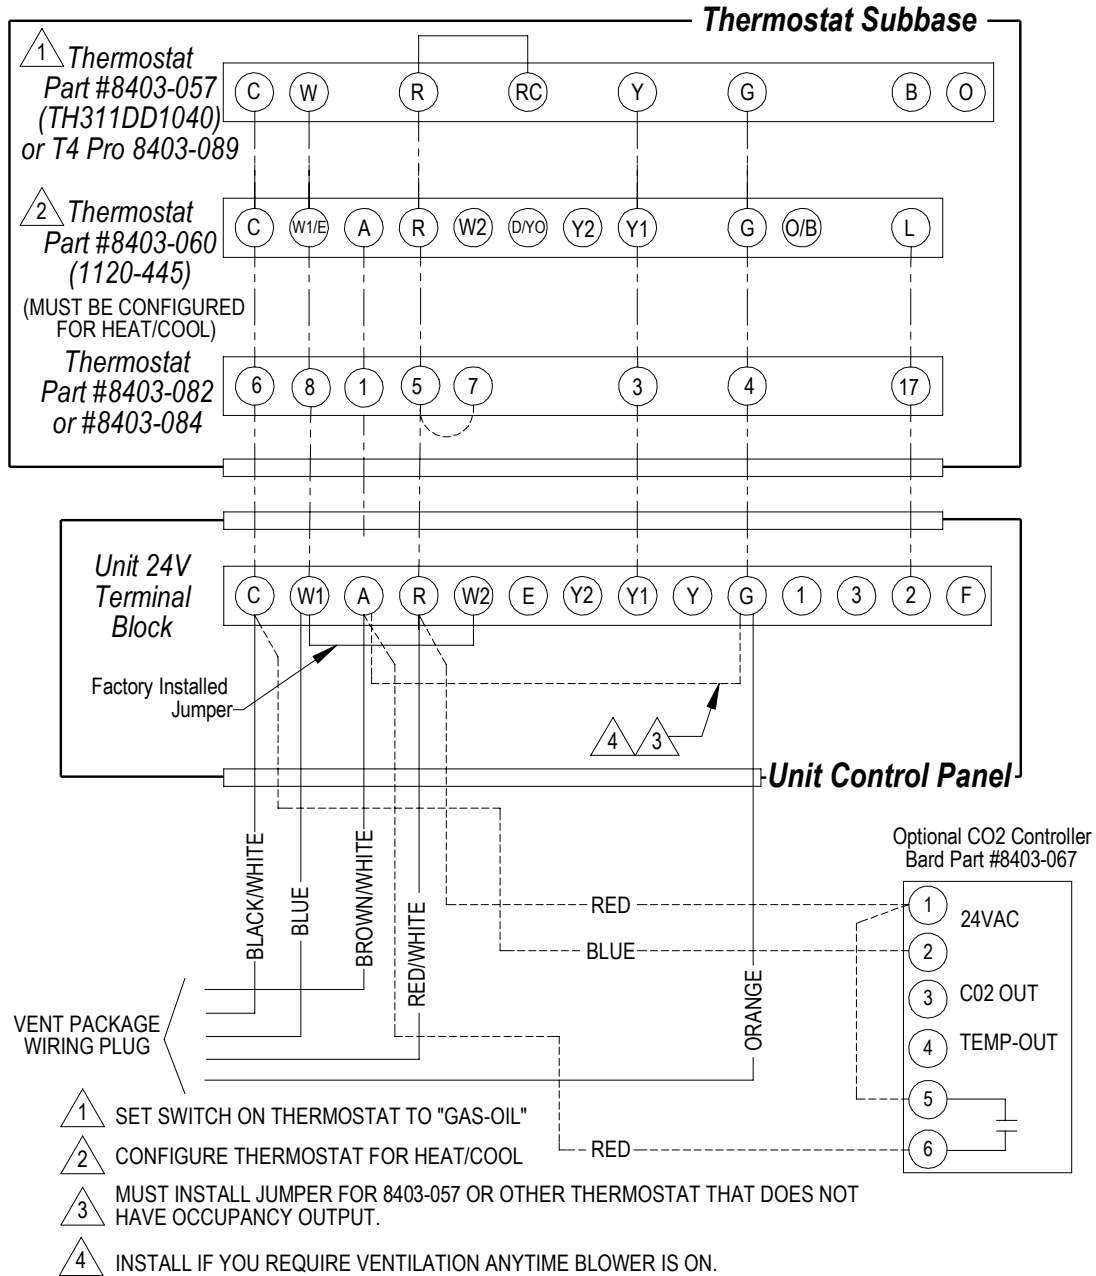 Thermostat Subbase
1
Thermostat
Part #8403-057
(TH311DD1040)
or T4 Pro 8403-089
C W R RC Y G B O
2
Thermostat
Part #8403-060
(1120-445)
(MUST BE CONFIGURED
FOR HEAT/COOL)
C W1/E A R W2 D/YO Y2 Y1 G O/B L
Thermostat
Part #8403-082
or #8403-084
6 8 1 5 7 3 4 17
Unit 24V
Terminal
Block
C W1 A R W2 E Y2 Y1 Y G 1 3 2 F
Factory Installed
Jumper
4 3
Unit Control Panel
BLACK/WHITE
BLUE
BROWN/WHITE
RED/WHITE
ORANGE
RED
BLUE
RED
Optional CO2 Controller
Bard Part #8403-067
1
24VAC
2
3 C02 OUT
4 TEMP-OUT
5
6
VENT PACKAGE
WIRING PLUG
1 SET SWITCH ON THERMOSTAT TO "GAS-OIL"
2 CONFIGURE THERMOSTAT FOR HEAT/COOL
3 MUST INSTALL JUMPER FOR 8403-057 OR OTHER THERMOSTAT THAT DOES NOT
HAVE OCCUPANCY OUTPUT.
4 INSTALL IF YOU REQUIRE VENTILATION ANYTIME BLOWER IS ON.